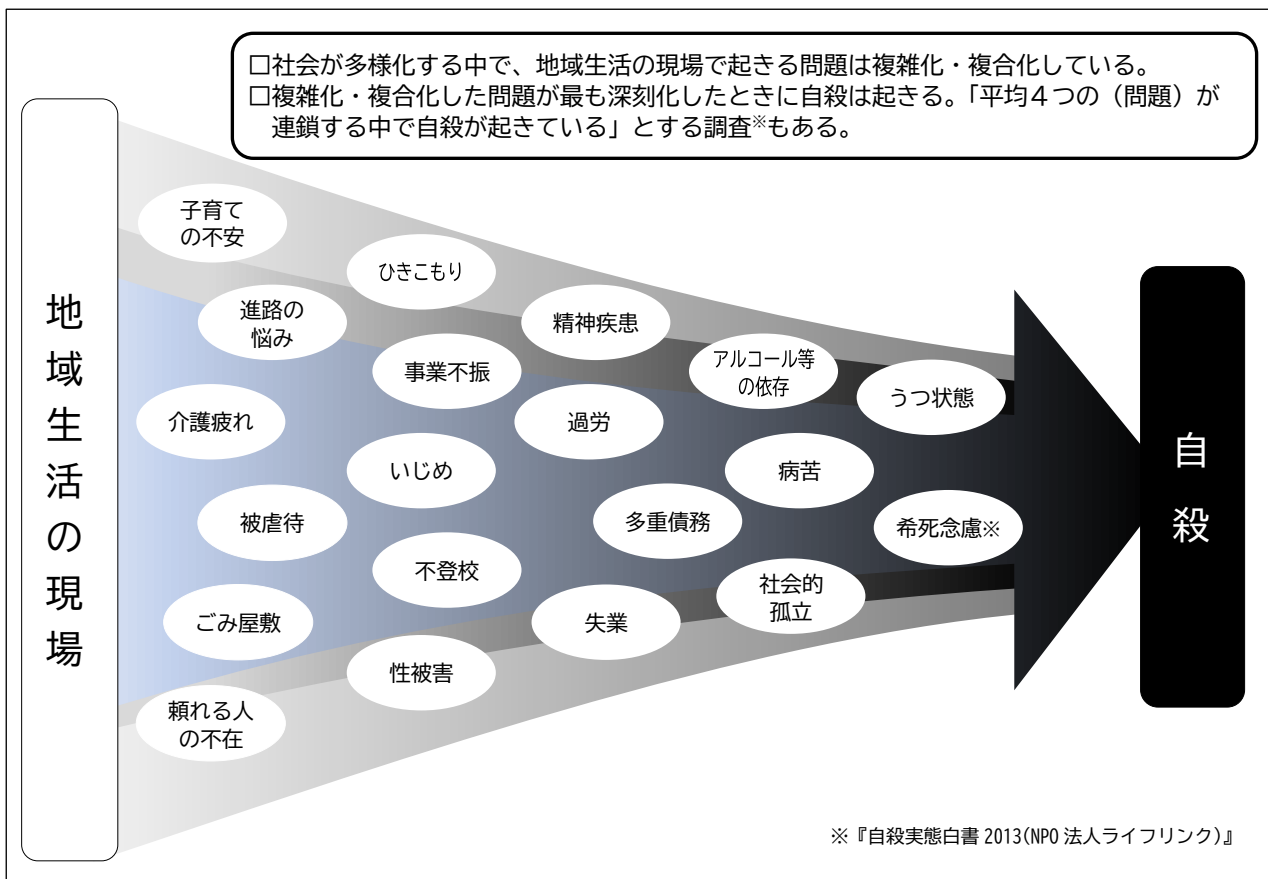 □社会が多様化する中で、地域生活の現場で起きる問題は複雑化・複合化している。
□複雑化・複合化した問題が最も深刻化したときに自殺は起きる。「平均４つの（問題）が
連鎖する中で自殺が起きている」とする調査※もある。
地域生活の現場
子育て
の不安
ひきこもり
進路の
悩み
精神疾患
事業不振
アルコール等
の依存
うつ状態
介護疲れ
過労
いじめ
病苦
被虐待
多重債務
希死念慮※
不登校
社会的
孤立
ごみ屋敷
失業
性被害
頼れる人
の不在
自殺
※『自殺実態白書 2013(NPO 法人ライフリンク)』